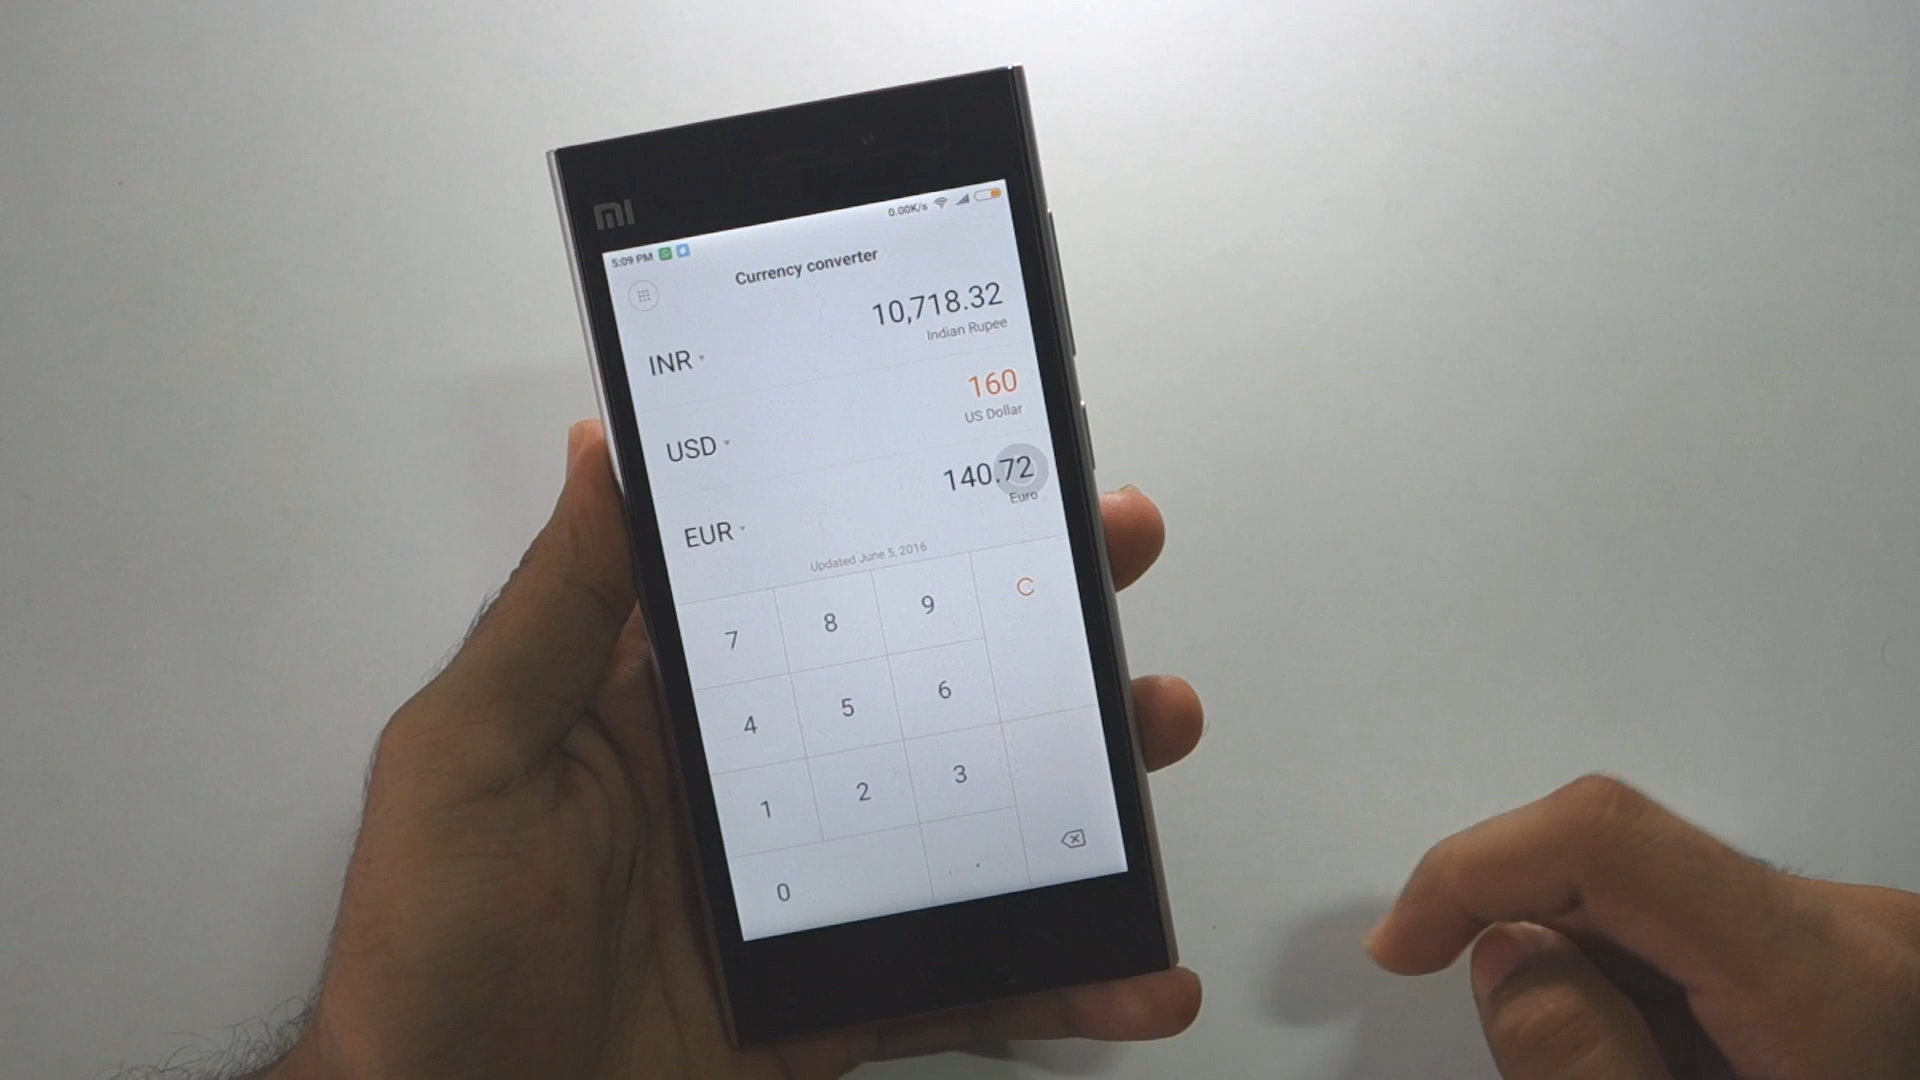 mi
5:09 PM
0.00K/s
Currency converter
INR
10,718.32
Indian Rupee
USD
160
US Dollar
EUR
140.72
Euro
Updated June 5, 2016
7 8 9 C
4 5 6
1 2 3
0 .